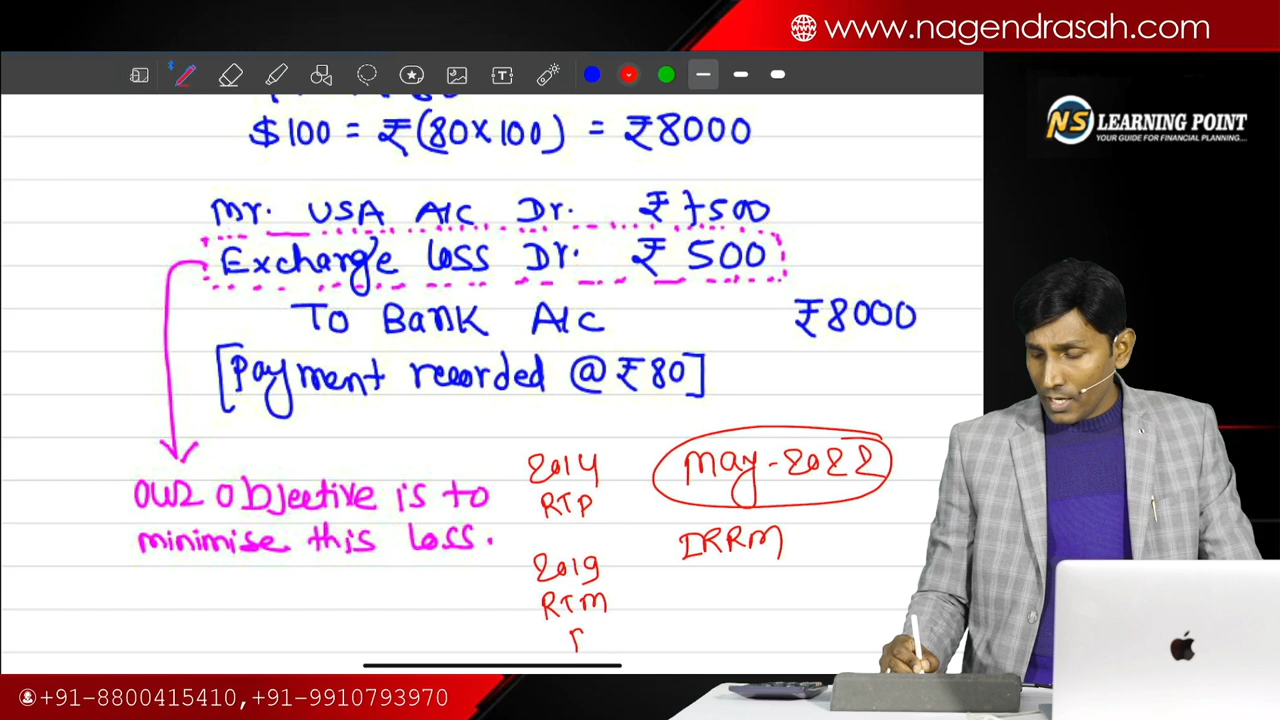 www.nagendrasah.com
NS LEARNING POINT
YOUR GUIDE FOR FINANCIAL PLANNING....
$100 = ₹(80×100) = ₹8000
Mr. USA A/C Dr. ₹7500
Exchange loss Dr. ₹500
To Bank A/C ₹8000
[Payment recorded @ ₹80]
our objective is to
minimise this loss.
2014
RTP
may-2022
IRRM
2019
RTM
+91-8800415410,+91-9910793970